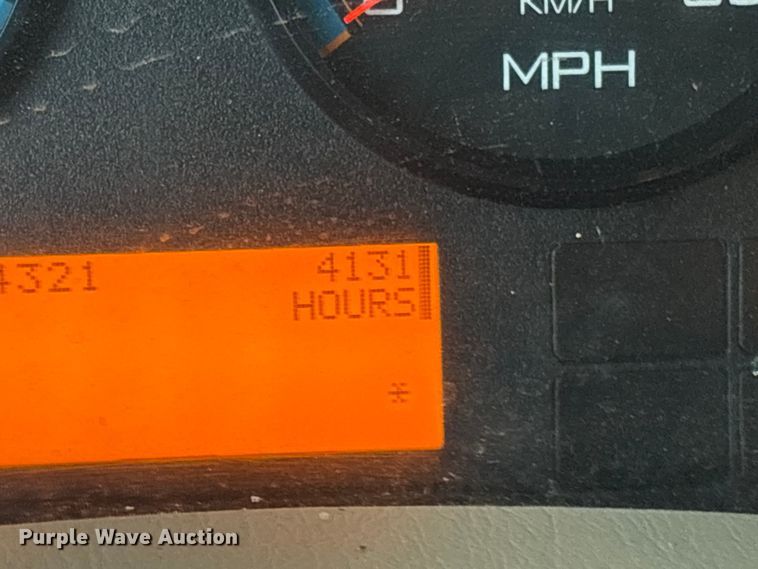 KM/H
MPH
4321 4131
HOURS
*
Purple Wave Auction